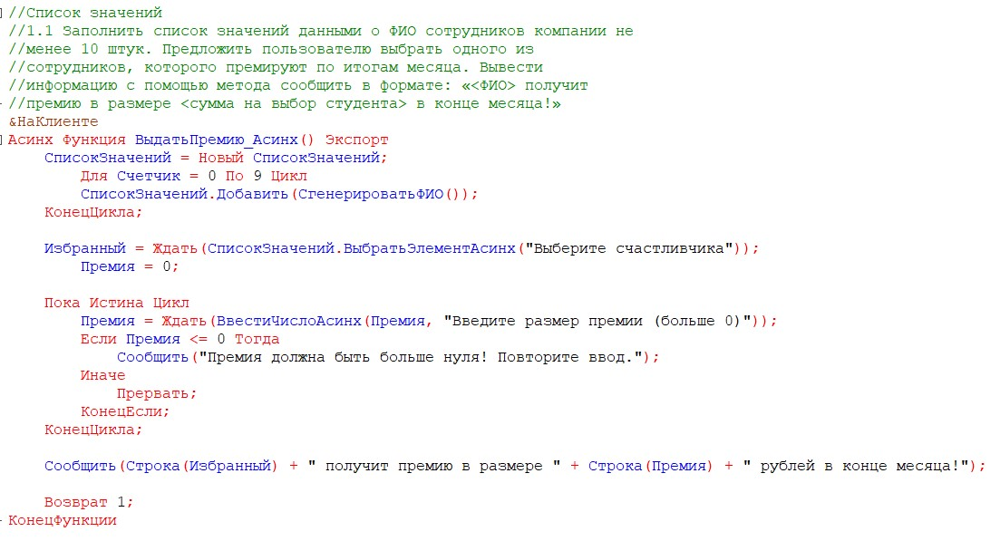 //Список значений
//1.1 Заполнить список значений данными о ФИО сотрудников компании не
//менее 10 штук. Предложить пользователю выбрать одного из
//сотрудников, которого премируют по итогам месяца. Вывести
//информацию с помощью метода сообщить в формате: «<ФИО> получит
//премию в размере <сумма на выбор студента> в конце месяца!»
&НаКлиенте
Асинх Функция ВыдатьПремию_Асинх() Экспорт
СписокЗначений = Новый СписокЗначений;
Для Счетчик = 0 По 9 Цикл
СписокЗначений.Добавить(СгенерироватьФИО());
КонецЦикла;
Избранный = Ждать(СписокЗначений.ВыбратьЭлементАсинх("Выберите счастливчика"));
Премия = 0;
Пока Истина Цикл
Премия = Ждать(ВвестиЧислоАсинх(Премия, "Введите размер премии (больше 0)"));
Если Премия <= 0 Тогда
Сообщить("Премия должна быть больше нуля! Повторите ввод.");
Иначе
Прервать;
КонецЕсли;
КонецЦикла;
Сообщить(Строка(Избранный) + " получит премию в размере " + Строка(Премия) + " рублей в конце месяца!");
Возврат 1;
КонецФункции